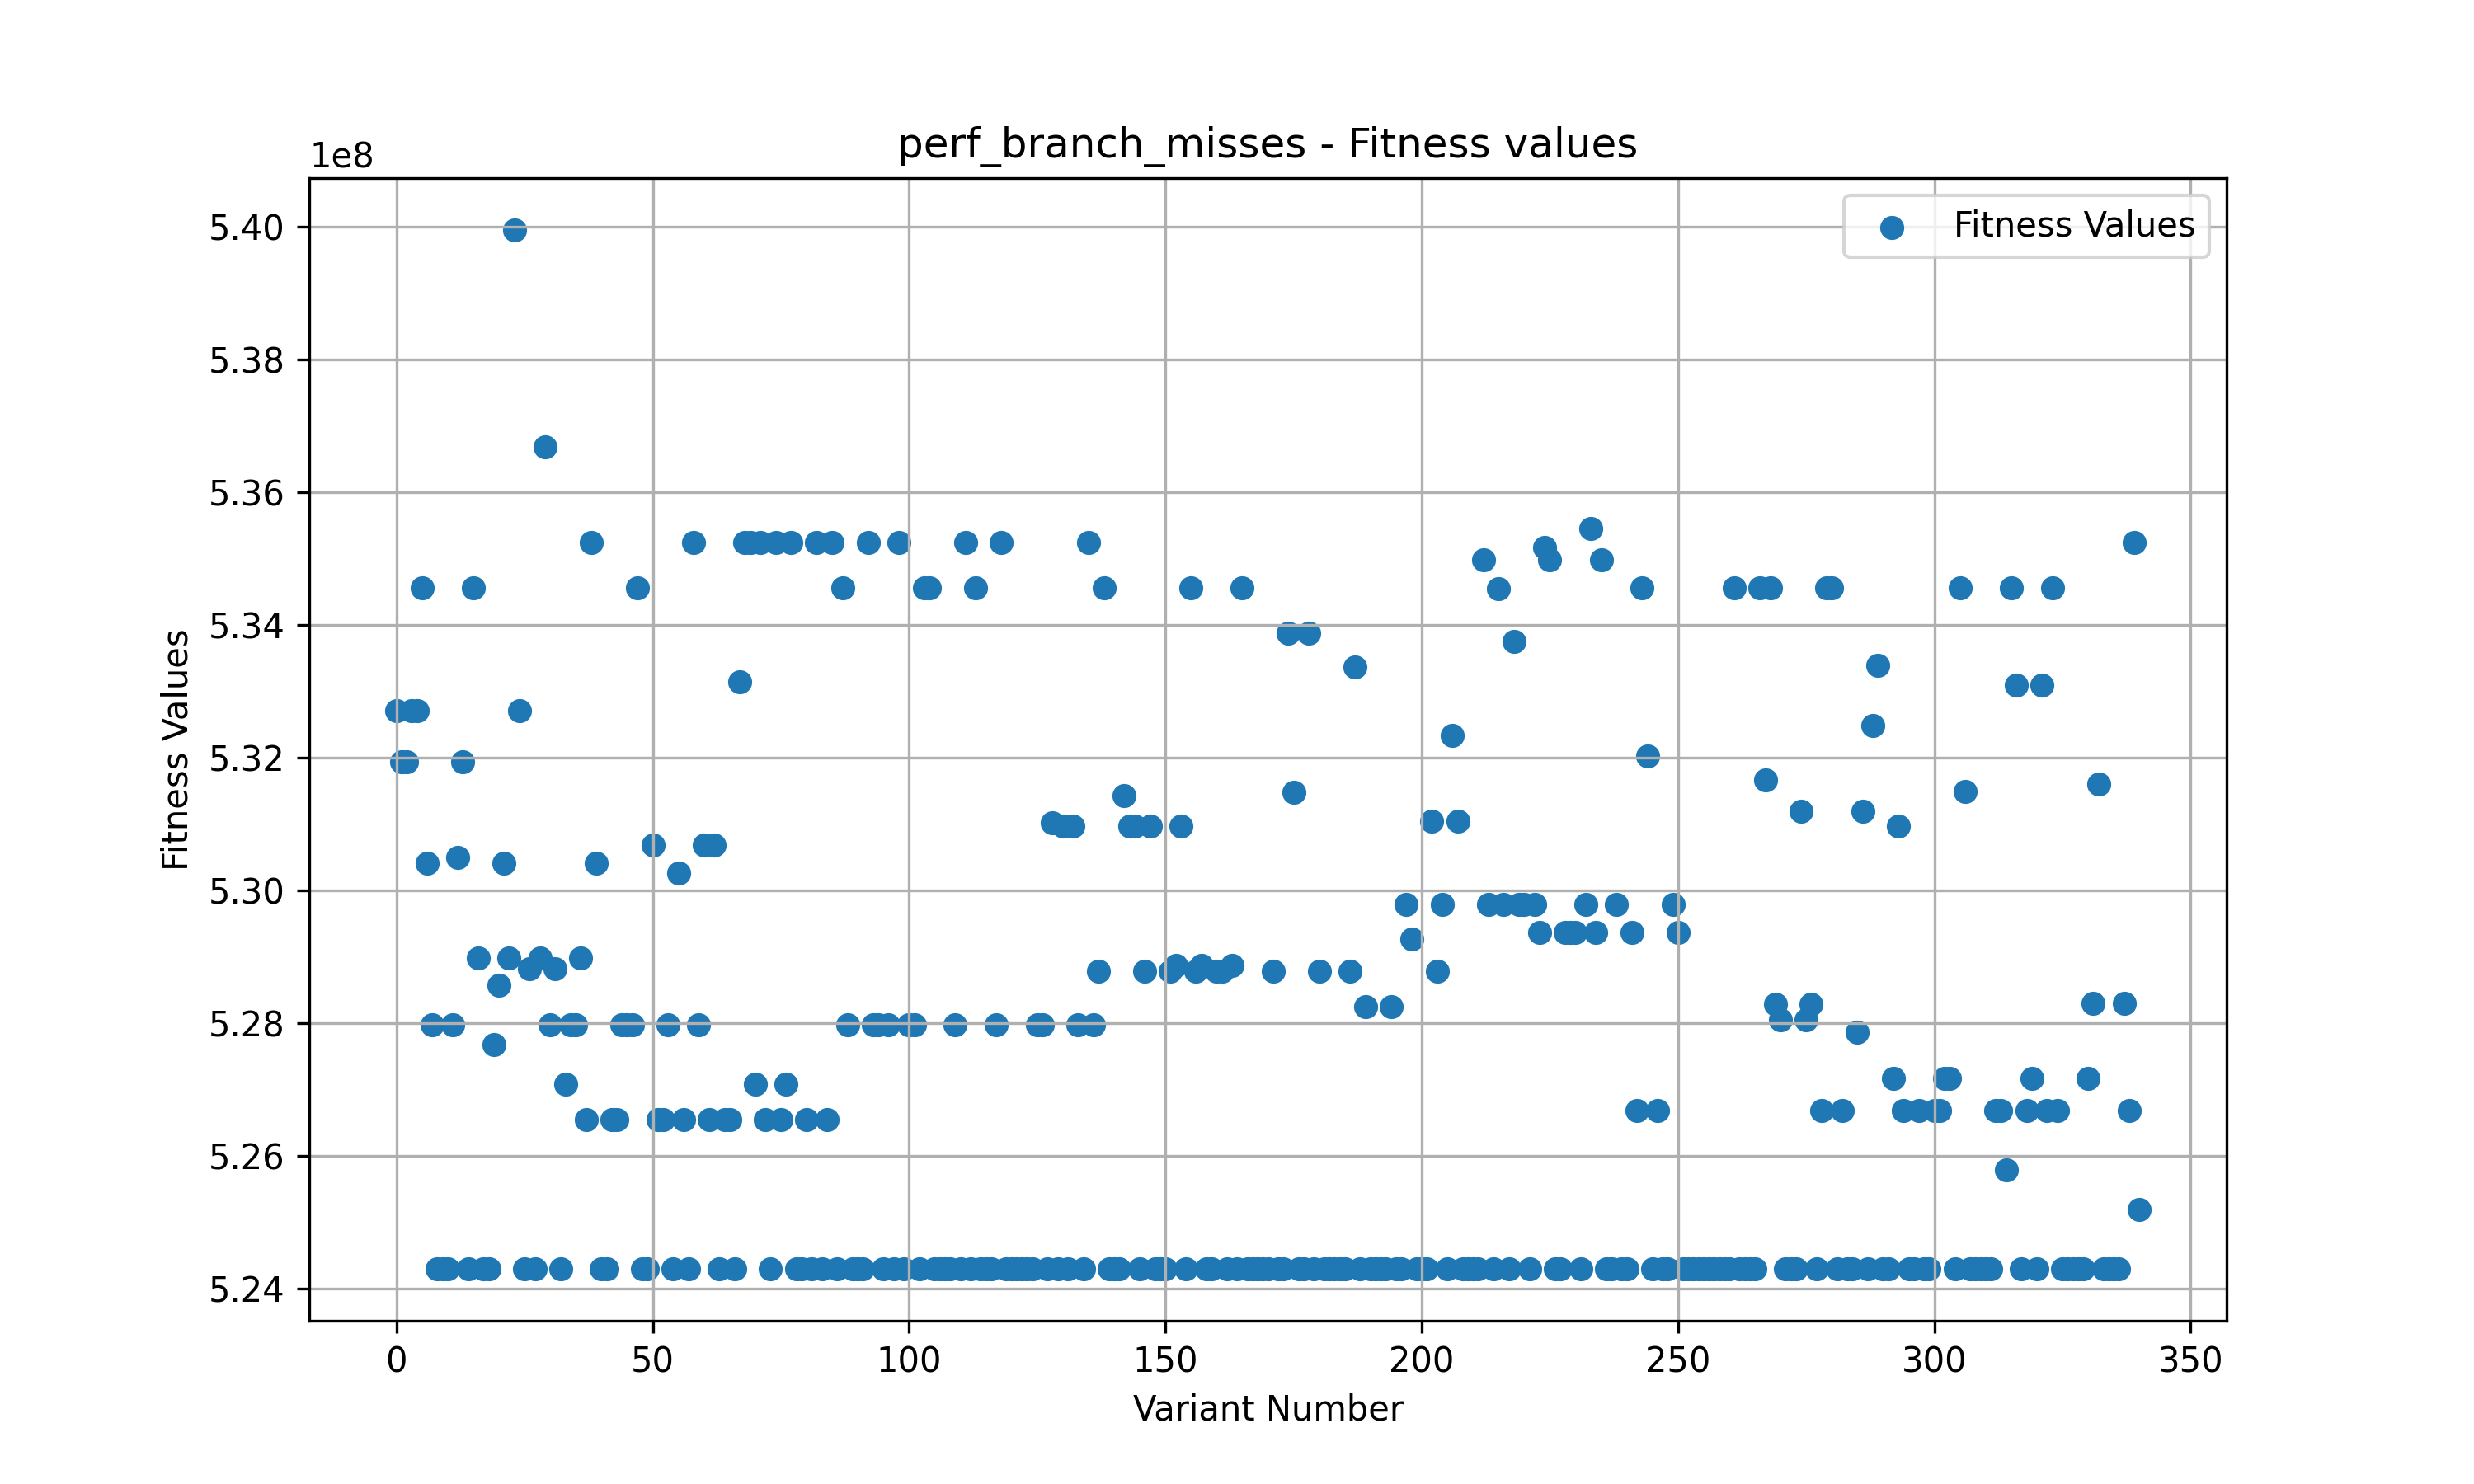 perf_branch_misses - Fitness values
1e8
Fitness Values
5.40
5.38
5.36
5.34
5.32
5.30
5.28
5.26
5.24
Fitness Values
0 50 100 150 200 250 300 350
Variant Number